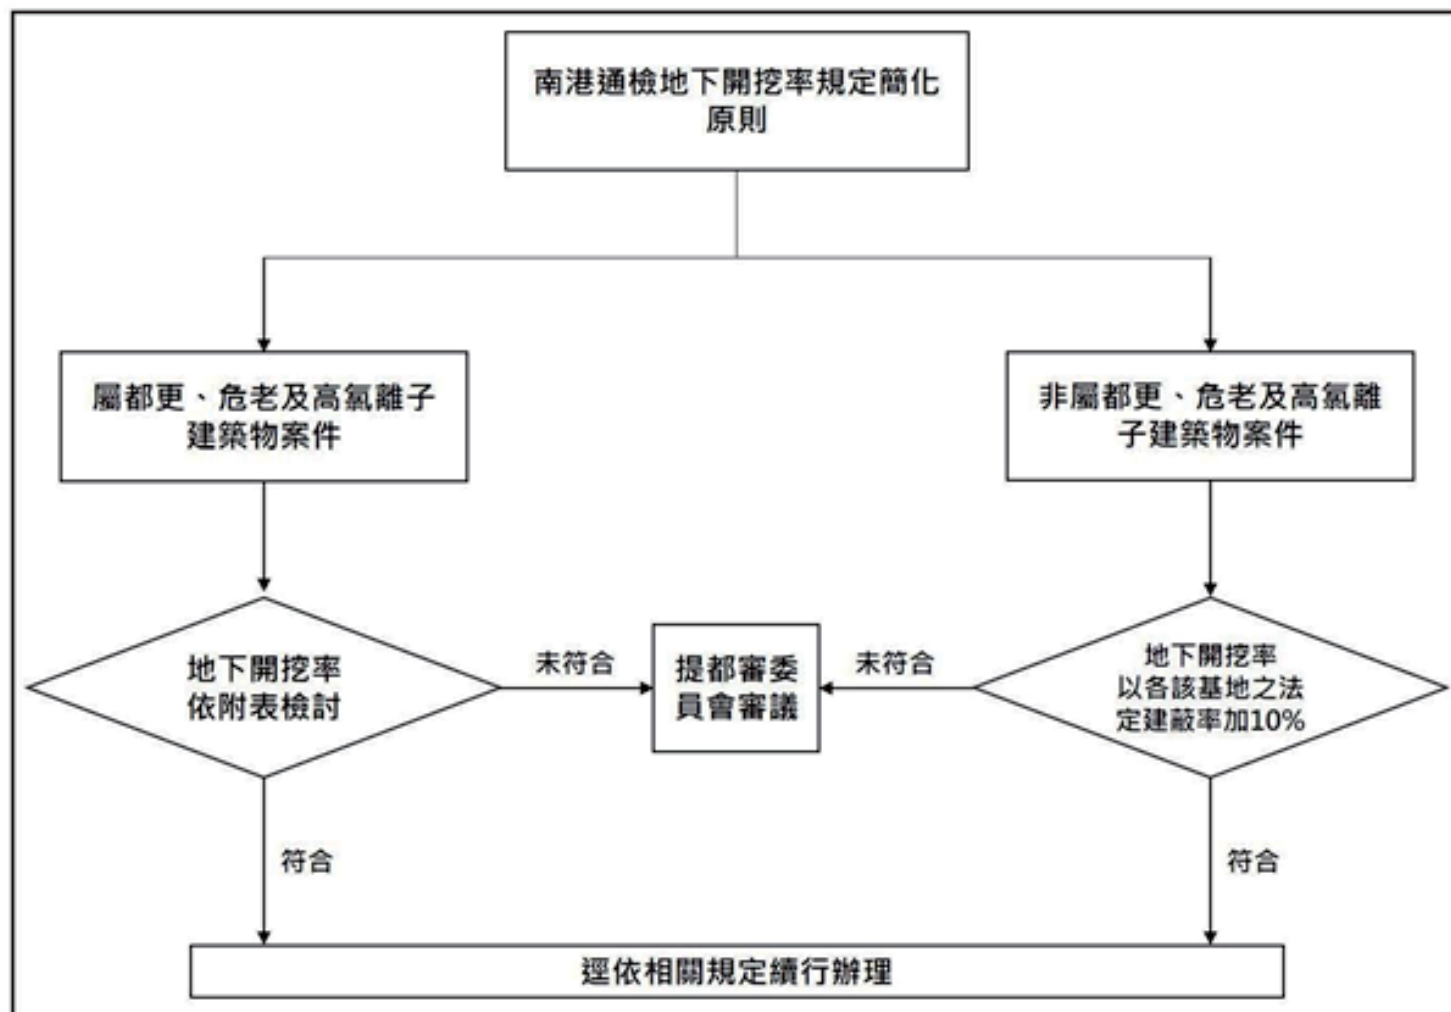 南港通檢地下開挖率規定簡化
原則
屬都更、危老及高氯離子
建築物案件
非屬都更、危老及高氯離
子建築物案件
地下開挖率
依附表檢討
未符合
提都審委
員會審議
未符合
地下開挖率
以各該基地之法
定建蔽率加10%
符合
符合
逕依相關規定續行辦理